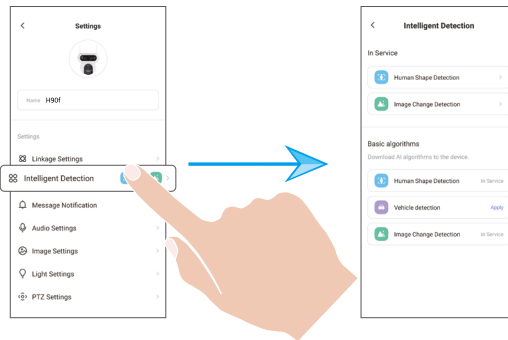 Settings
Name H90f
Settings
Linkage Settings
Intelligent Detection
Message Notification
Audio Settings
Image Settings
Light Settings
PTZ Settings
Intelligent Detection
In Service
Human Shape Detection
Image Change Detection
Basic algorithms
Download AI algorithms to the device.
Human Shape Detection In Service
Vehicle detection Apply
Image Change Detection In Service